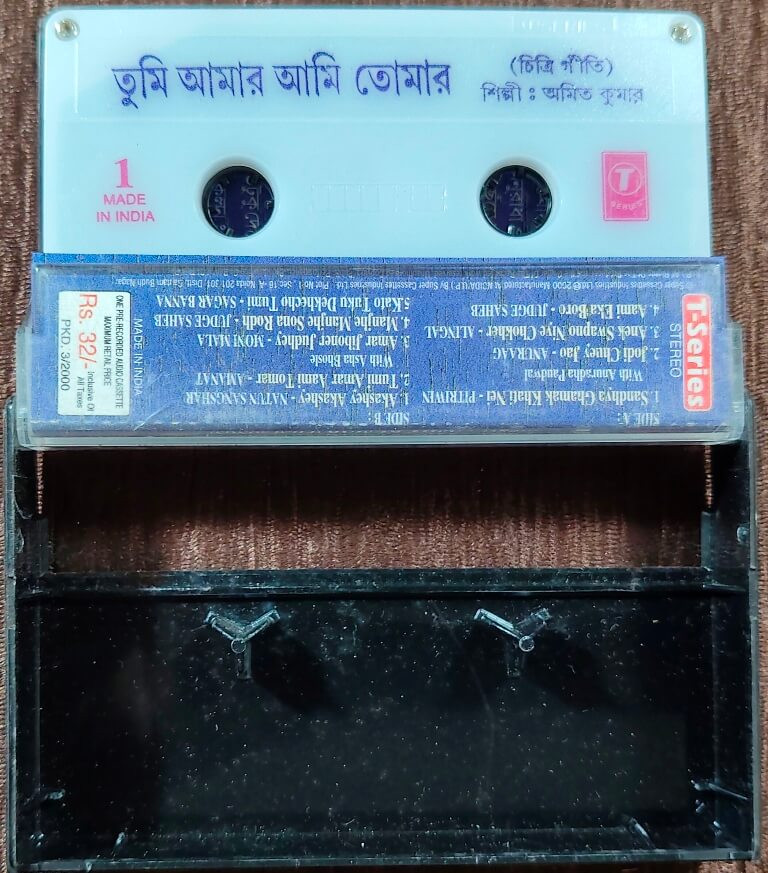 তুমি আমার আমি তোমার
(চিত্রি গীতি)
শিল্পী : অমিত কুমার
1
MADE
IN INDIA
T
SERIES
T-Series
STEREO
SIDE A:
1. Sandhya Chamak Khati Nei - PITRIWIN
With Anuradha Paudwal
2. Jodi Chuey Jao - ANURAAG
3. Anek Swapno Niye Chokher - ALINGAL
4. Aami Eka Boro - JUDGE SAHEB
SIDE B:
1. Akashey Akashey - NATUN SANGSHAR
2. Tumi Amar Aami Tomar - AMANAT
With Asha Bhosle
3. Amar Jiboner Judhey - MONI MALA
4. Manjhe Manjhe Sona Rodh - JUDGE SAHEB
5. Kalo Tuku Dekhecho Tumi - SAGAR BANNA
MADE IN INDIA
ONE PRE-RECORDED AUDIO CASSETTE
MAXIMUM RETAIL PRICE
Rs. 32/- Inclusive Of
All Taxes
PKD. 3/2000